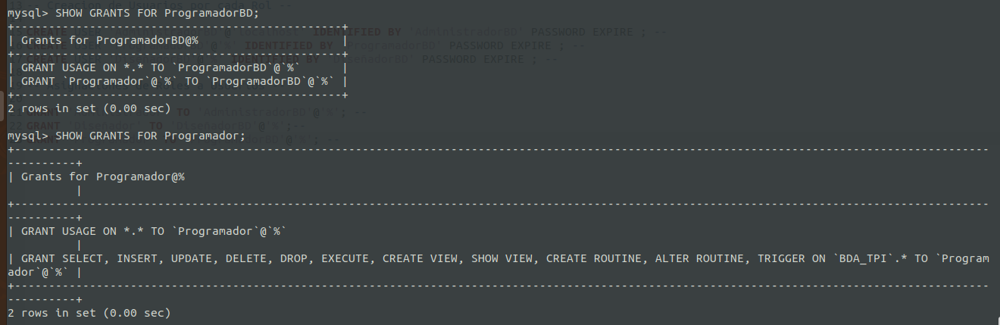 mysql> SHOW GRANTS FOR ProgramadorBD;
+------------------------------------------------+
| Grants for ProgramadorBD@%                     |
+------------------------------------------------+
| GRANT USAGE ON *.* TO `ProgramadorBD`@`%`      |
| GRANT `Programador`@`%` TO `ProgramadorBD`@`%` |
+------------------------------------------------+
2 rows in set (0.00 sec)
mysql> SHOW GRANTS FOR Programador;
+-----------------------------------------------------------------------------------------------------------------------------------------------
----------+
| Grants for Programador@%
          |
+-----------------------------------------------------------------------------------------------------------------------------------------------
----------+
| GRANT USAGE ON *.* TO `Programador`@`%`
          |
| GRANT SELECT, INSERT, UPDATE, DELETE, DROP, EXECUTE, CREATE VIEW, SHOW VIEW, CREATE ROUTINE, ALTER ROUTINE, TRIGGER ON `BDA_TPI`.* TO `Program
ador`@`%` |
+-----------------------------------------------------------------------------------------------------------------------------------------------
----------+
2 rows in set (0.00 sec)